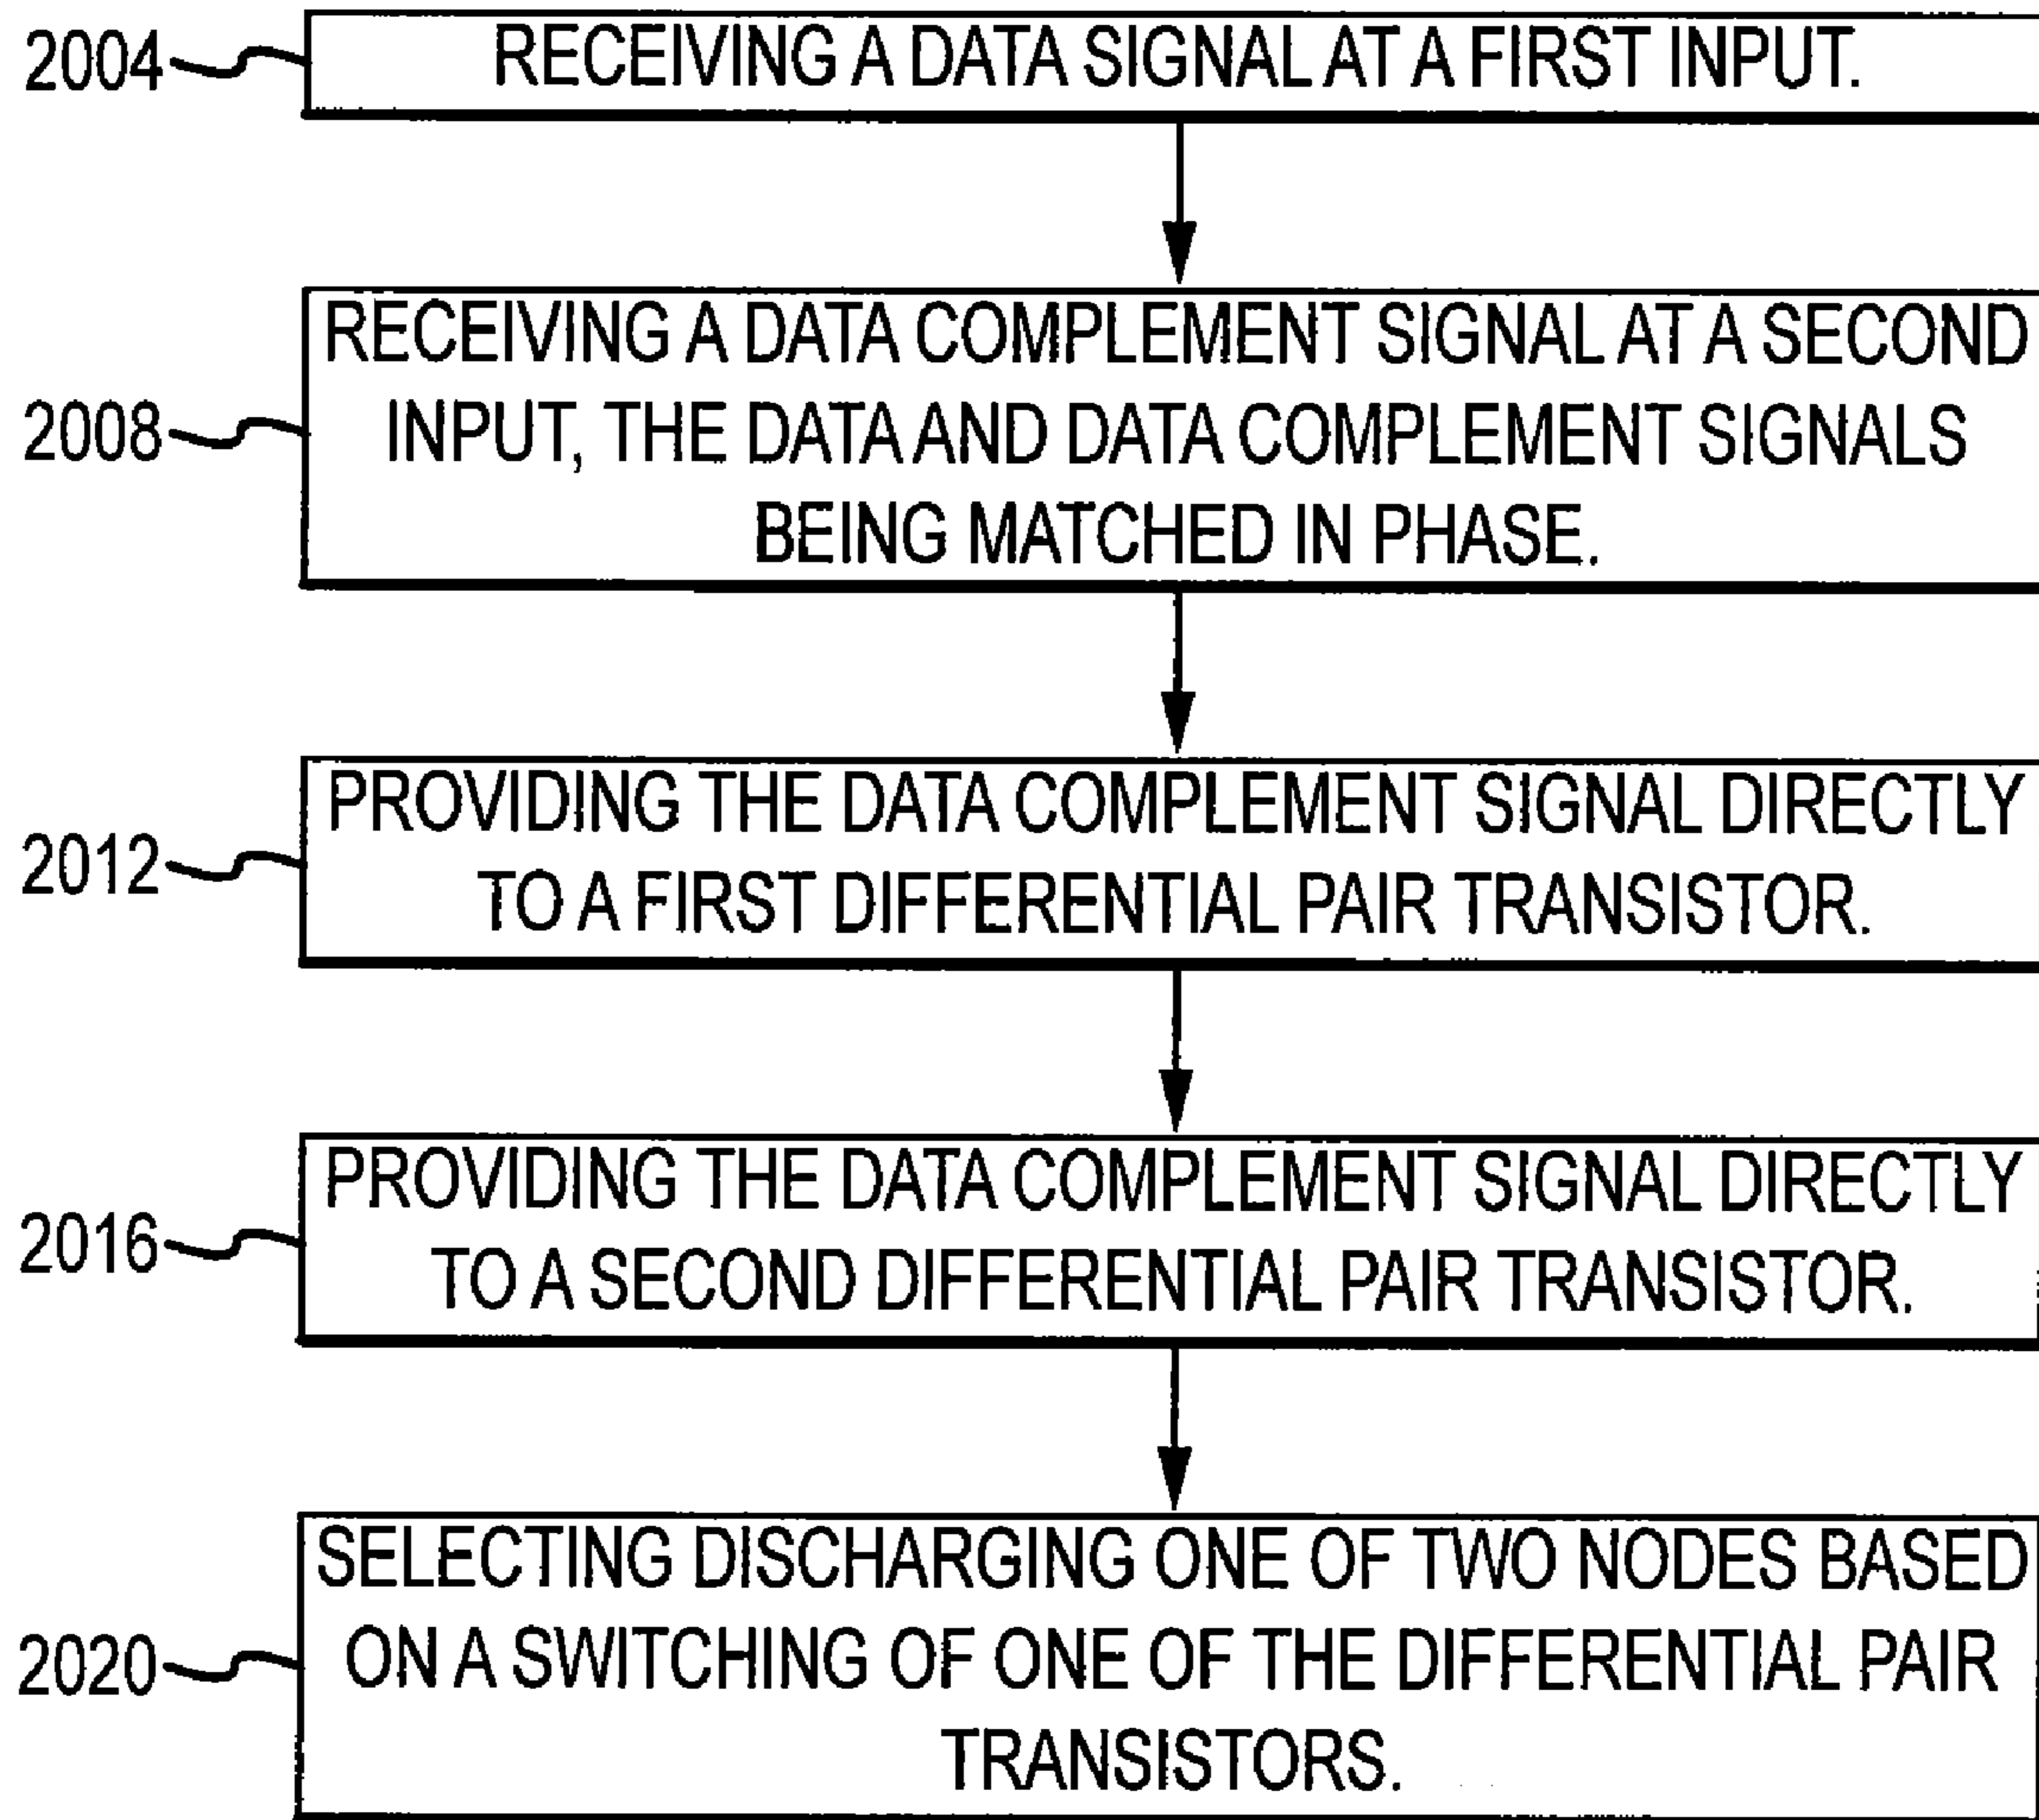 2004
RECEIVING A DATA SIGNAL AT A FIRST INPUT.
2008
RECEIVING A DATA COMPLEMENT SIGNAL AT A SECOND
INPUT, THE DATA AND DATA COMPLEMENT SIGNALS
BEING MATCHED IN PHASE.
2012
PROVIDING THE DATA COMPLEMENT SIGNAL DIRECTLY
TO A FIRST DIFFERENTIAL PAIR TRANSISTOR.
2016
PROVIDING THE DATA COMPLEMENT SIGNAL DIRECTLY
TO A SECOND DIFFERENTIAL PAIR TRANSISTOR.
2020
SELECTING DISCHARGING ONE OF TWO NODES BASED
ON A SWITCHING OF ONE OF THE DIFFERENTIAL PAIR
TRANSISTORS.